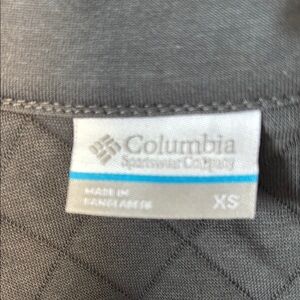 Columbia
Sportswear Company
MADE IN
BANGLADESH
XS